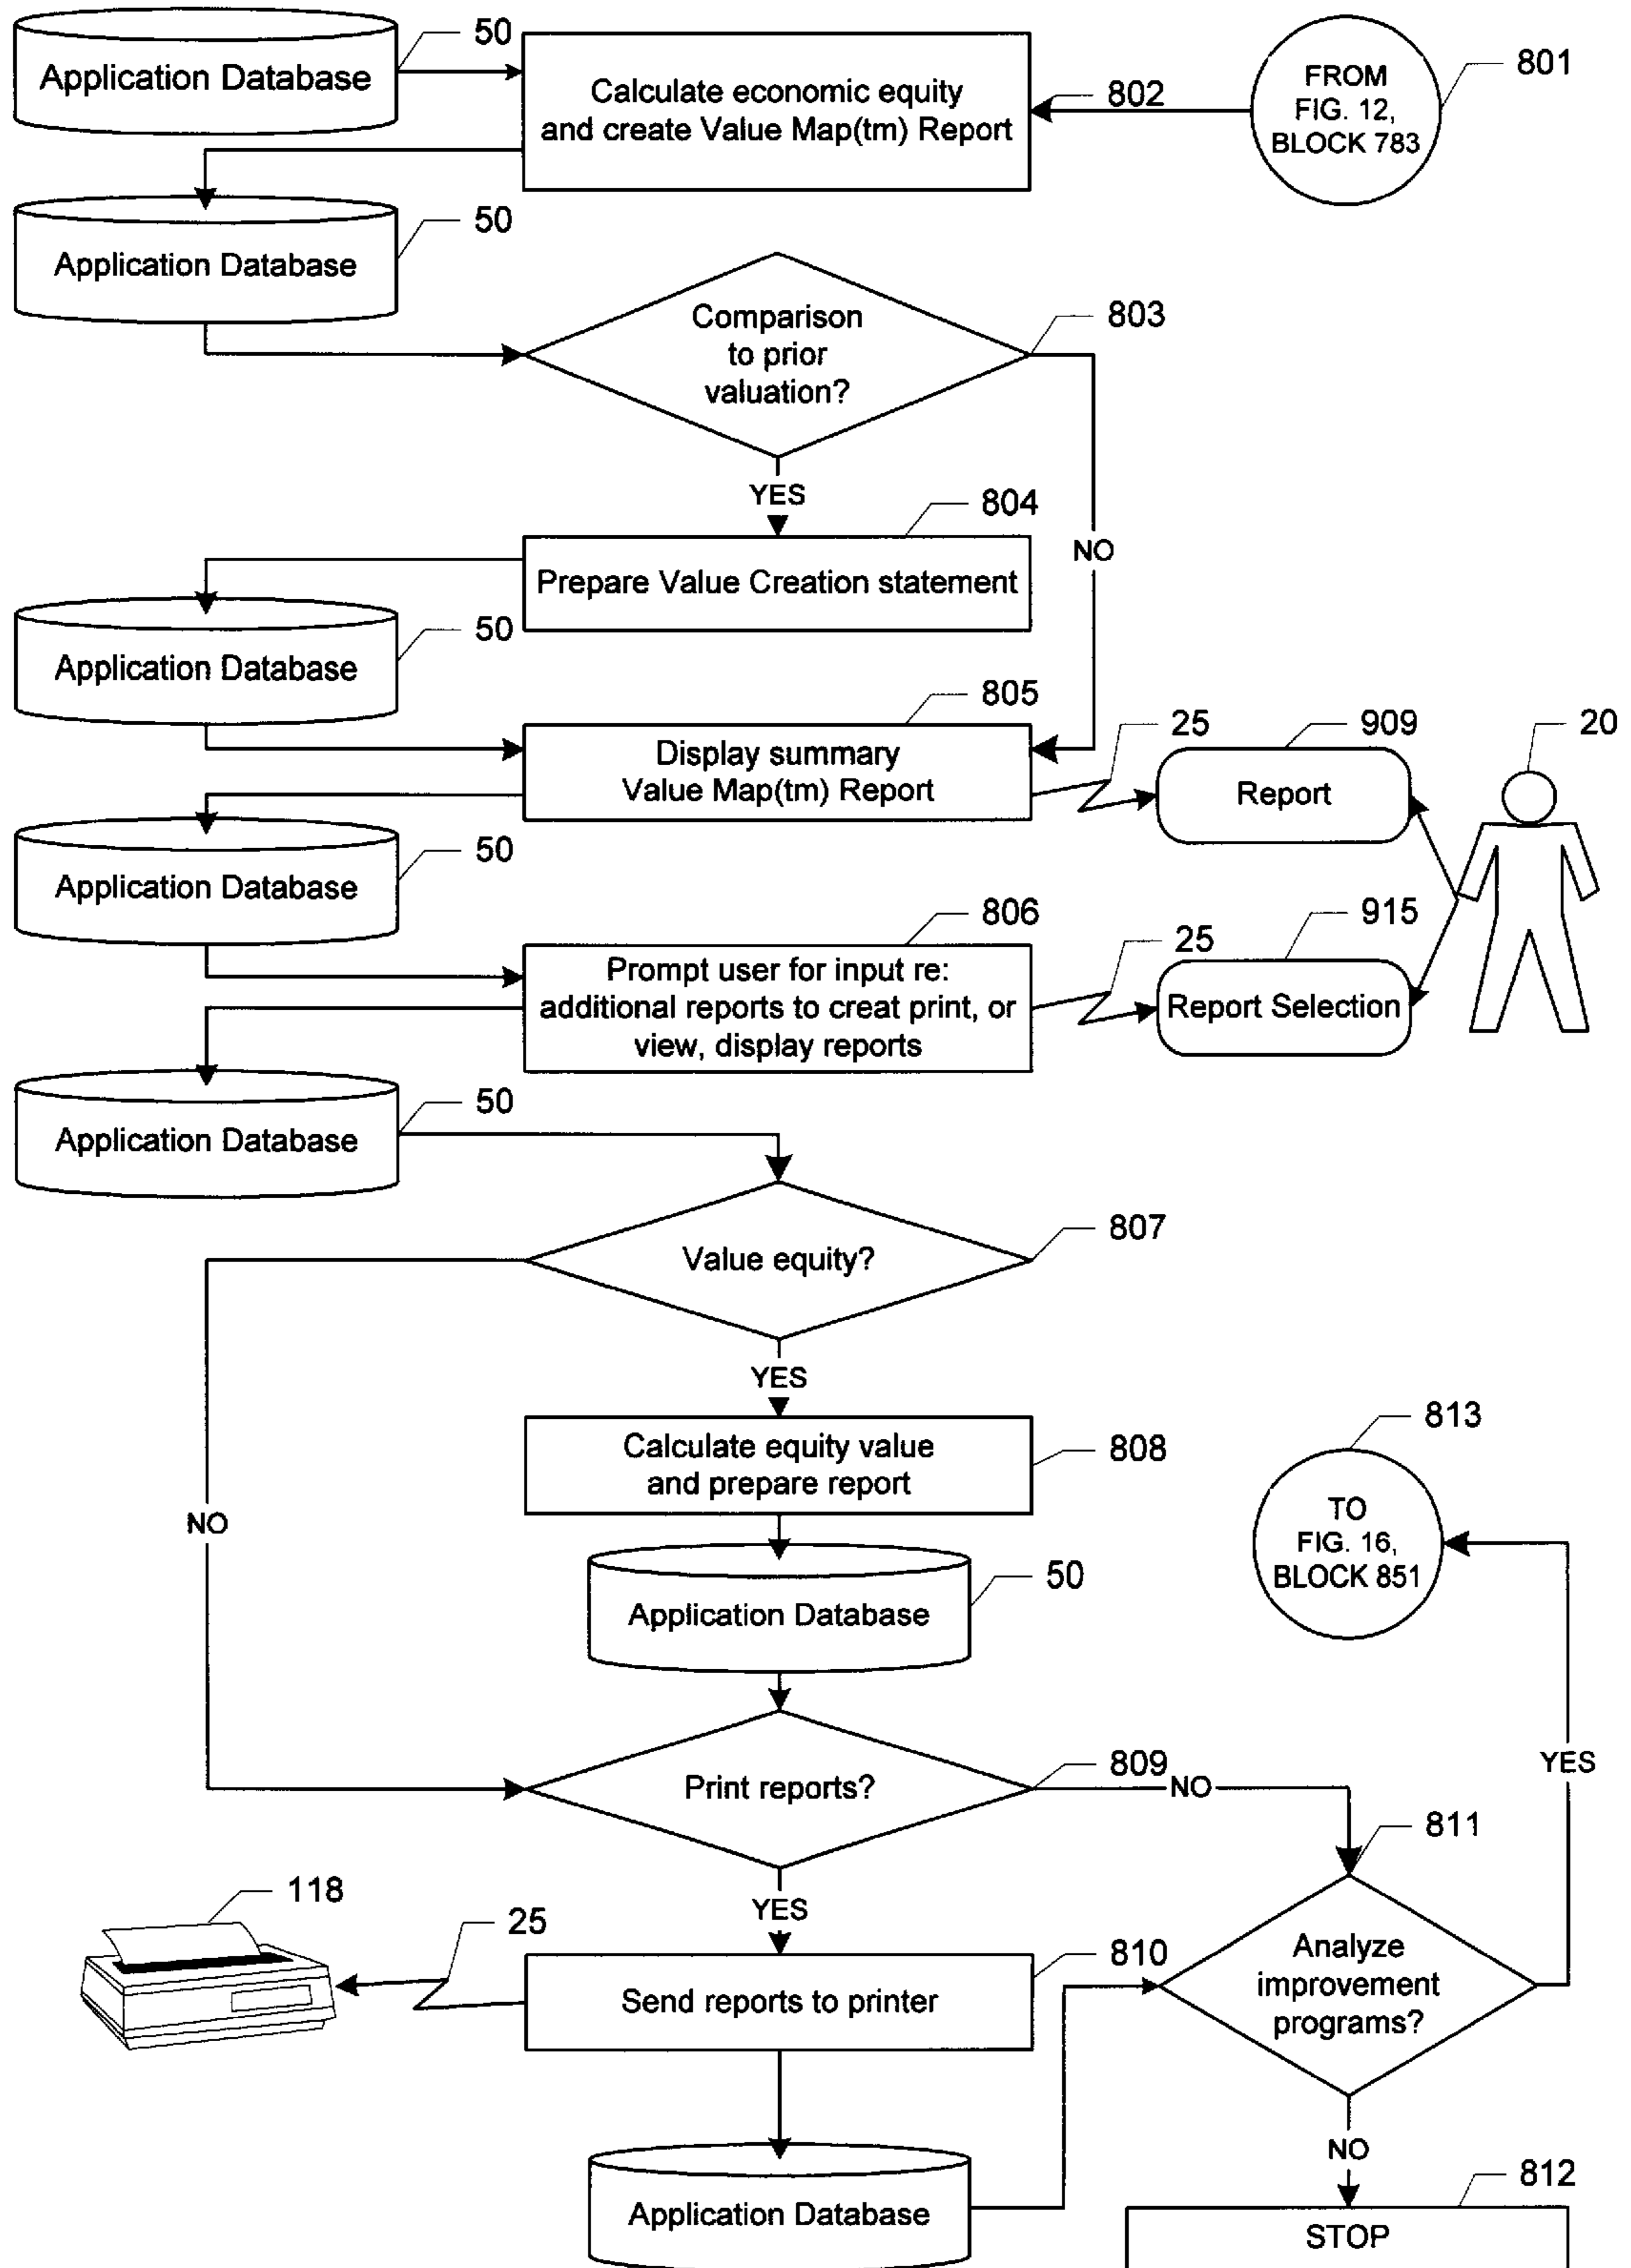 50
Application Database
Calculate economic equity
and create Value Map(tm) Report
802
FROM
FIG. 12,
BLOCK 783
801
50
Application Database
Comparison
to prior
valuation?
803
YES
NO
804
Prepare Value Creation statement
50
Application Database
805
Display summary
Value Map(tm) Report
25
909
Report
20
50
Application Database
806
Prompt user for input re:
additional reports to creat print, or
view, display reports
25
915
Report Selection
50
Application Database
Value equity?
807
YES
NO
Calculate equity value
and prepare report
808
813
TO
FIG. 16,
BLOCK 851
50
Application Database
Print reports?
809
NO
YES
811
YES
118
25
Send reports to printer
810
Analyze
improvement
programs?
NO
812
Application Database
STOP